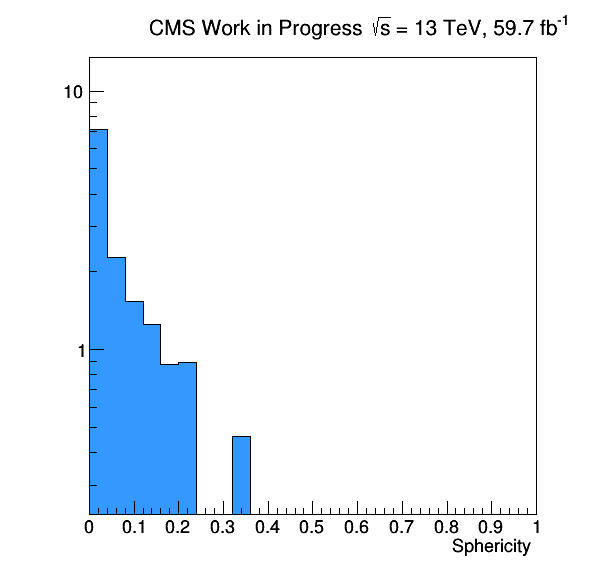 CMS Work in Progress √s = 13 TeV, 59.7 fb⁻¹
10
1
0 0.1 0.2 0.3 0.4 0.5 0.6 0.7 0.8 0.9 1
Sphericity